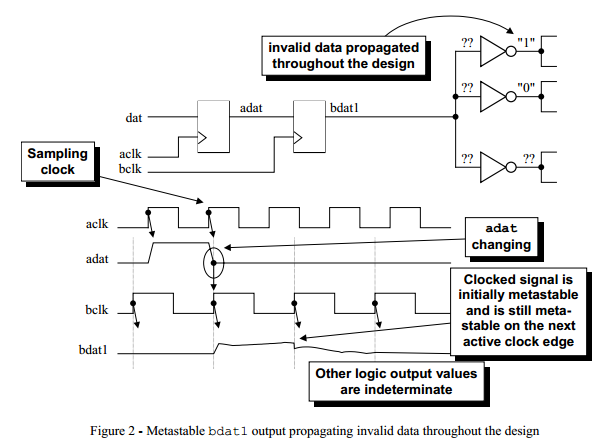 invalid data propagated
throughout the design
??
"1"
??
"0"
??
??
dat
adat
bdat1
aclk
bclk
Sampling
clock
aclk
adat
changing
adat
Clocked signal is
initially metastable
and is still meta-
stable on the next
active clock edge
bclk
bdat1
Other logic output values
are indeterminate
Figure 2 - Metastable bdat1 output propagating invalid data throughout the design